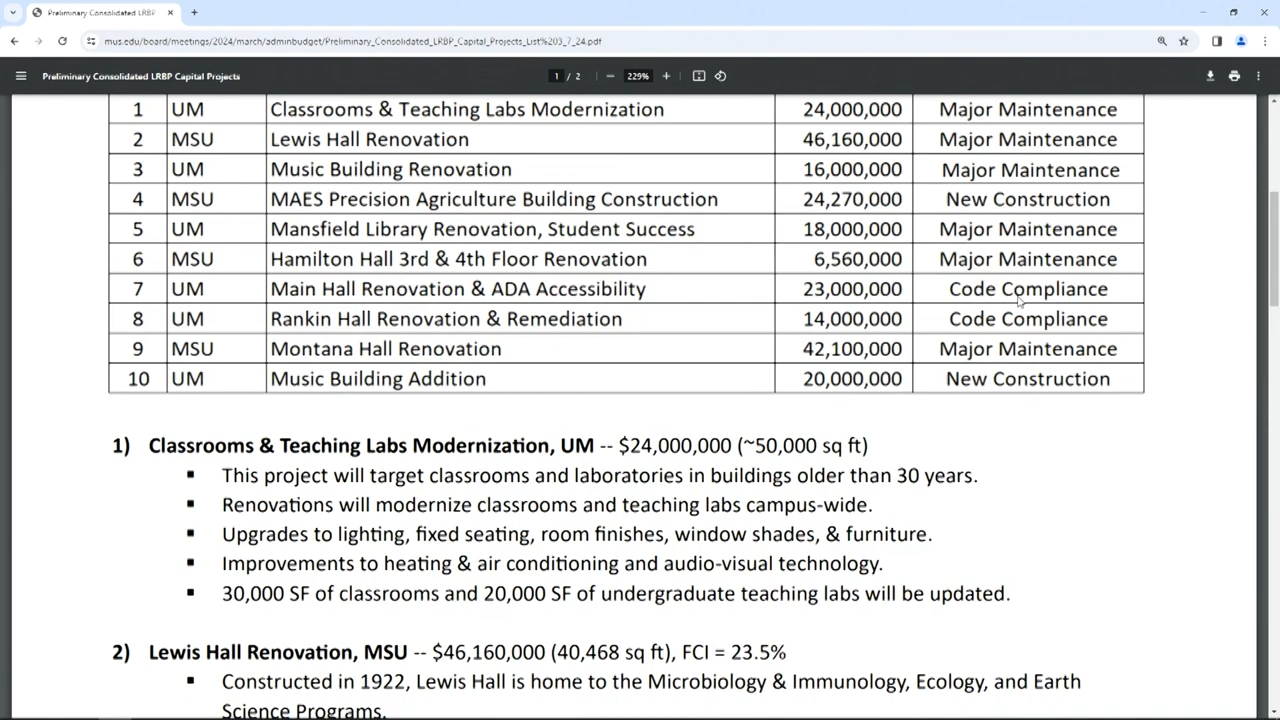 Preliminary Consolidated LRBP
mus.edu/board/meetings/2024/march/adminbudget/Preliminary_Consolidated_LRBP_Capital_Projects_List%203_7_24.pdf
Preliminary Consolidated LRBP Capital Projects 1 / 2 229%
1 UM Classrooms & Teaching Labs Modernization 24,000,000 Major Maintenance
2 MSU Lewis Hall Renovation 46,160,000 Major Maintenance
3 UM Music Building Renovation 16,000,000 Major Maintenance
4 MSU MAES Precision Agriculture Building Construction 24,270,000 New Construction
5 UM Mansfield Library Renovation, Student Success 18,000,000 Major Maintenance
6 MSU Hamilton Hall 3rd & 4th Floor Renovation 6,560,000 Major Maintenance
7 UM Main Hall Renovation & ADA Accessibility 23,000,000 Code Compliance
8 UM Rankin Hall Renovation & Remediation 14,000,000 Code Compliance
9 MSU Montana Hall Renovation 42,100,000 Major Maintenance
10 UM Music Building Addition 20,000,000 New Construction
1) Classrooms & Teaching Labs Modernization, UM -- $24,000,000 (~50,000 sq ft)
▪ This project will target classrooms and laboratories in buildings older than 30 years.
▪ Renovations will modernize classrooms and teaching labs campus-wide.
▪ Upgrades to lighting, fixed seating, room finishes, window shades, & furniture.
▪ Improvements to heating & air conditioning and audio-visual technology.
▪ 30,000 SF of classrooms and 20,000 SF of undergraduate teaching labs will be updated.
2) Lewis Hall Renovation, MSU -- $46,160,000 (40,468 sq ft), FCI = 23.5%
▪ Constructed in 1922, Lewis Hall is home to the Microbiology & Immunology, Ecology, and Earth
Science Programs.